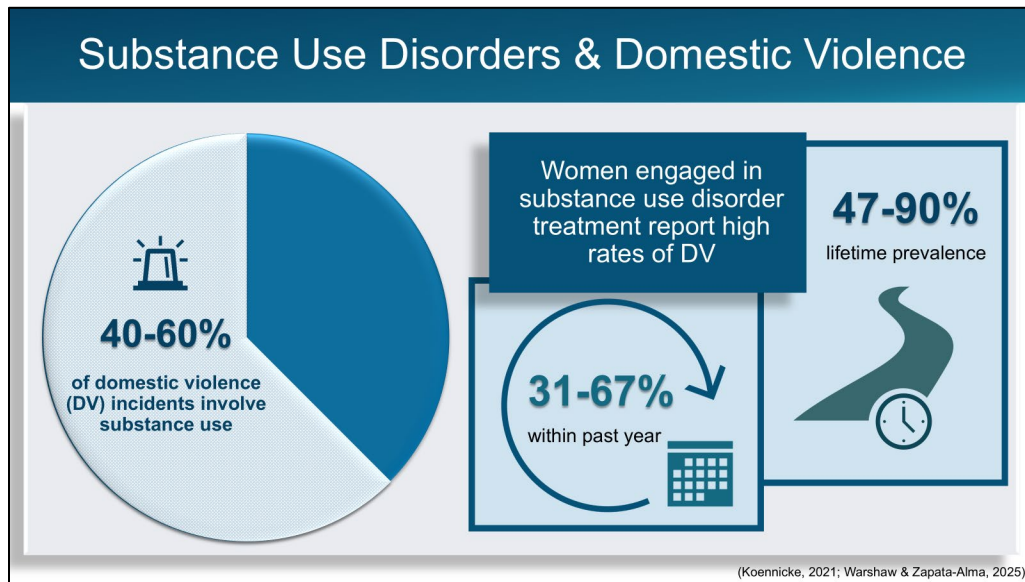 Substance Use Disorders & Domestic Violence
40-60%
of domestic violence
(DV) incidents involve
substance use
Women engaged in
substance use disorder
treatment report high
rates of DV
31-67%
within past year
47-90%
lifetime prevalence
(Koennicke, 2021; Warshaw & Zapata-Alma, 2025)